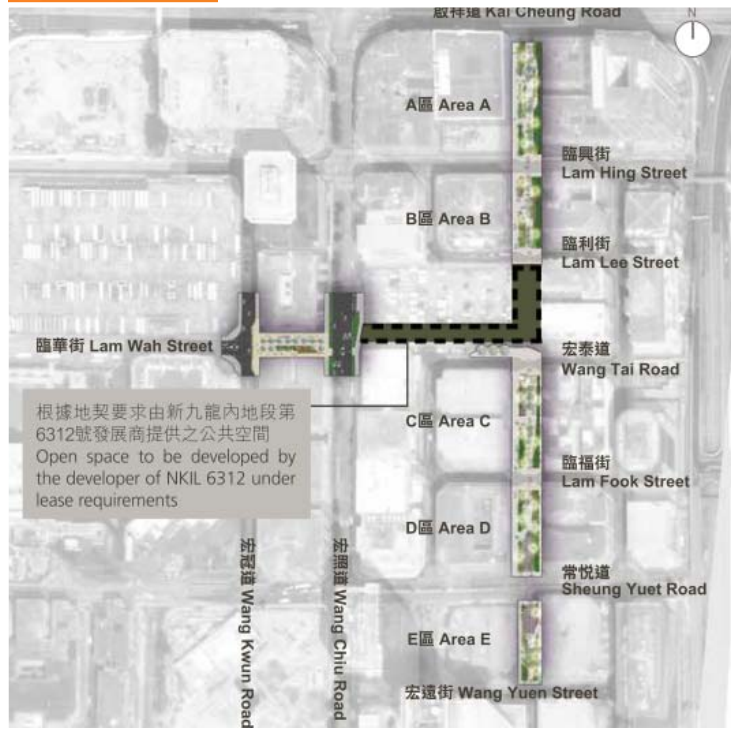 啟祥道 Kai Cheung Road
N
A區 Area A
臨興街
Lam Hing Street
B區 Area B
臨利街
Lam Lee Street
臨華街 Lam Wah Street
宏泰道
Wang Tai Road
根據地契要求由新九龍內地段第
6312號發展商提供之公共空間
Open space to be developed by
the developer of NKIL 6312 under
lease requirements
C區 Area C
臨福街
Lam Fook Street
D區 Area D
宏冠道 Wang Kwun Road
宏照道 Wang Chiu Road
常悦道
Sheung Yuet Road
E區 Area E
宏遠街 Wang Yuen Street